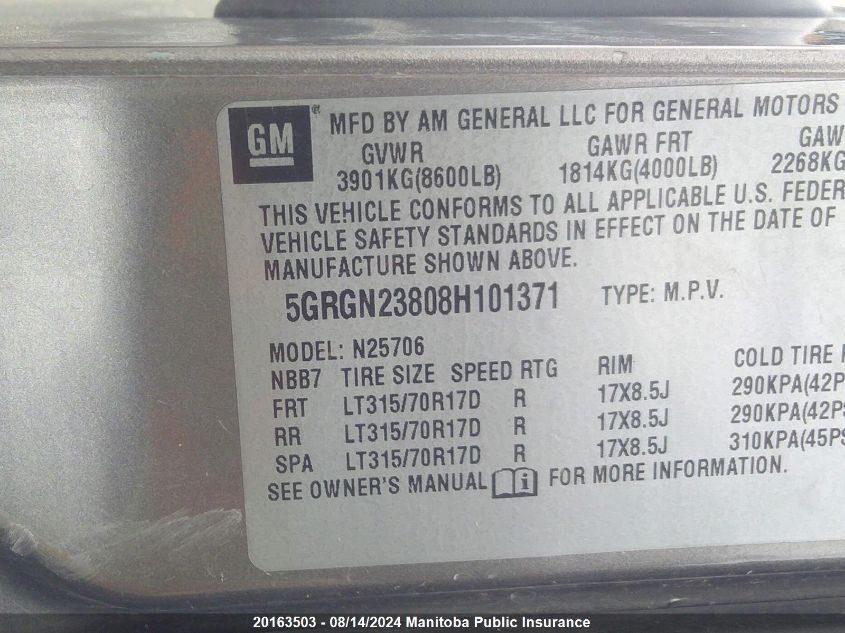 GM ® MFD BY AM GENERAL LLC FOR GENERAL MOTORS
GVWR GAWR FRT
3901KG(8600LB) 1814KG(4000LB) 2268KG
THIS VEHICLE CONFORMS TO ALL APPLICABLE U.S.
VEHICLE SAFETY STANDARDS IN EFFECT ON THE DATE OF
MANUFACTURE SHOWN ABOVE.
5GRGN23808H101371 TYPE: M.P.V.
MODEL: N25706
NBB7 TIRE SIZE SPEED RTG RIM COLD TIRE
FRT LT315/70R17D R 17X8.5J 290KPA(42P
RR LT315/70R17D R 17X8.5J 290KPA(42PS
SPA LT315/70R17D R 17X8.5J 310KPA(45PS
SEE OWNER'S MANUAL i FOR MORE INFORMATION.
20163503 - 08/14/2024 Manitoba Public Insurance